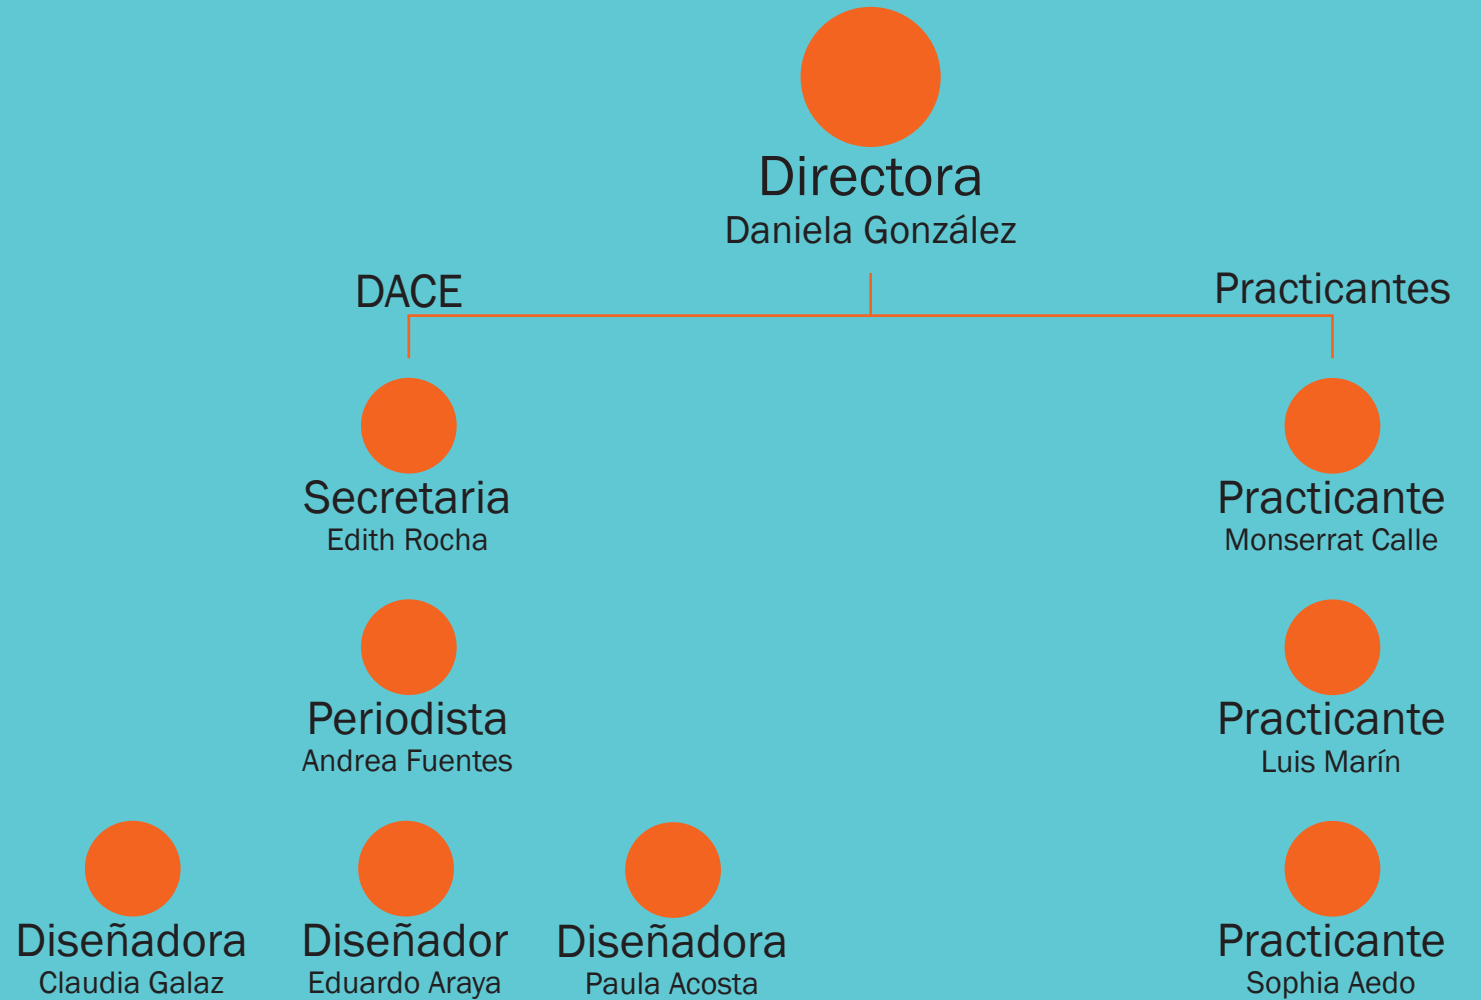 Directora
Daniela González
DACE
Practicantes
Secretaria
Edith Rocha
Practicante
Monserrat Calle
Periodista
Andrea Fuentes
Practicante
Luis Marín
Diseñadora
Claudia Galaz
Diseñador
Eduardo Araya
Diseñadora
Paula Acosta
Practicante
Sophia Aedo